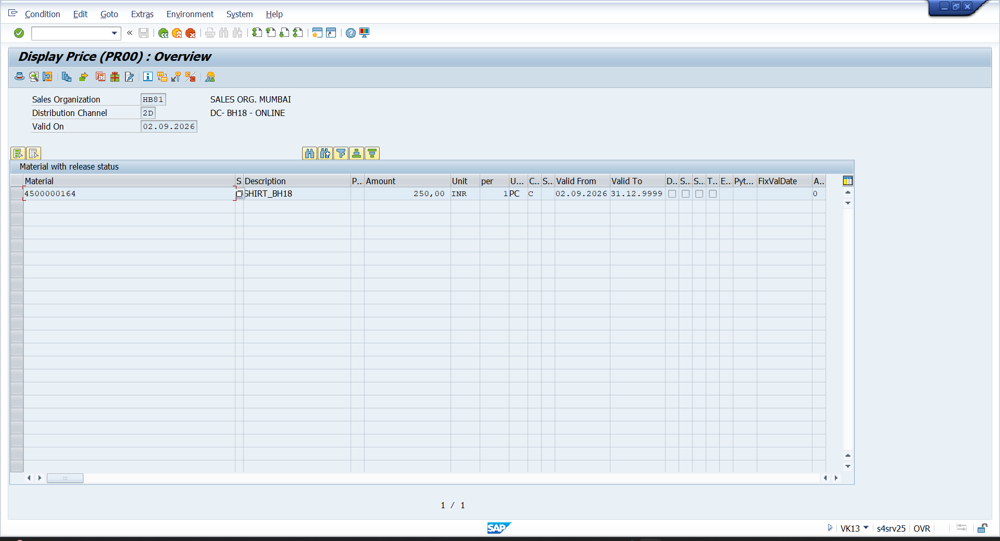 Condition Edit Goto Extras Environment System Help
Display Price (PR00) : Overview
Sales Organization HB81 SALES ORG. MUMBAI
Distribution Channel 2D DC- BH18 - ONLINE
Valid On 02.09.2026
Material with release status
Material S. Description P... Amount Unit per U... C.. S... Valid From Valid To D.. S... S... T.. E... Pyt... FixValDate A..
4500000164 SHIRT_BH18 250,00 INR 1 PC C 02.09.2026 31.12.9999 0
1 / 1
SAP VK13 s4srv25 OVR